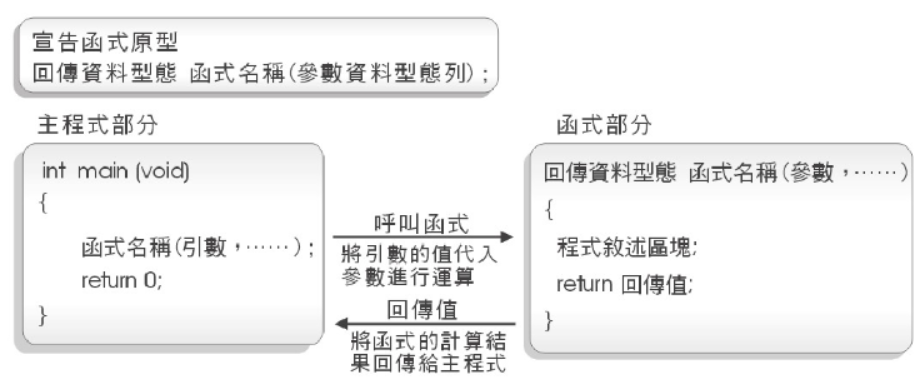 宣告函式原型
回傳資料型態 函式名稱(參數資料型態列);
主程式部分
int main (void)
{
函式名稱(引數,……);
return 0;
}
呼叫函式
將引數的值代入
參數進行運算
回傳值
將函式的計算結
果回傳給主程式
函式部分
回傳資料型態 函式名稱(參數,……)
{
程式敘述區塊;
return 回傳值;
}